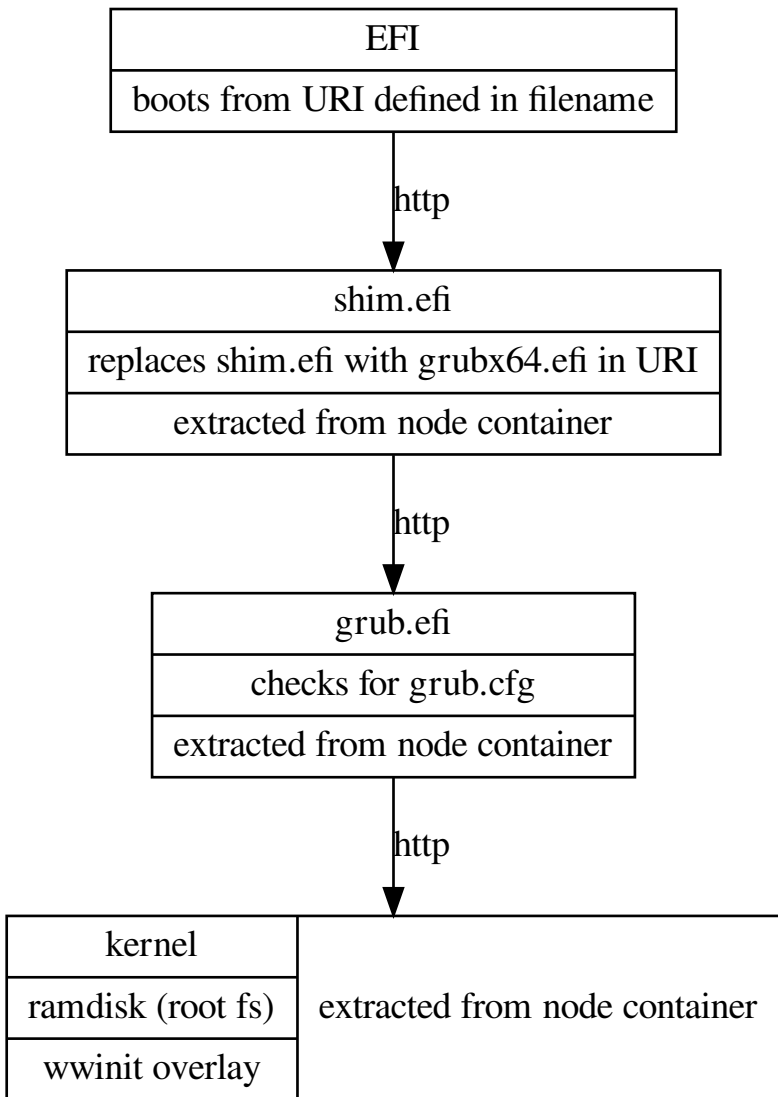 EFI
boots from URI defined in filename
http
shim.efi
replaces shim.efi with grubx64.efi in URI
extracted from node container
http
grub.efi
checks for grub.cfg
extracted from node container
http
kernel
ramdisk (root fs)
wwinit overlay
extracted from node container